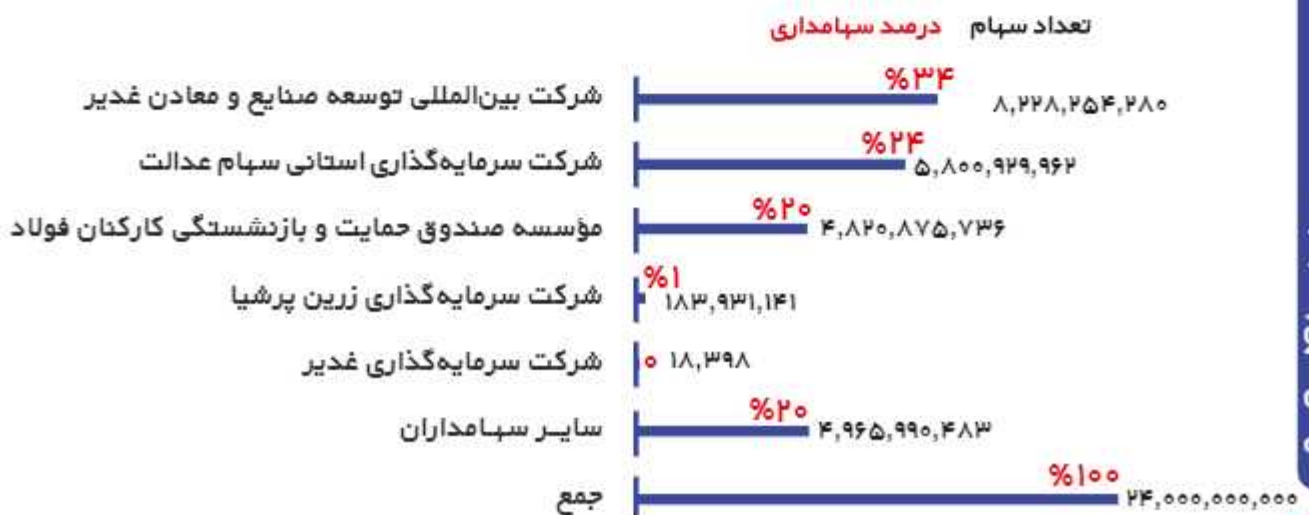 تعداد سهام درصد سهامداری
شرکت بین‌المللی توسعه صنایع و معادن غدیر %۳۴ ۸,۲۲۸,۲۵۴,۲۸۰
شرکت سرمایه‌گذاری استانی سهام عدالت %۲۴ ۵,۸۰۰,۹۲۹,۹۶۲
مؤسسه صندوق حمایت و بازنشستگی کارکنان فولاد %۲۰ ۴,۸۲۰,۸۷۵,۷۳۶
شرکت سرمایه‌گذاری زرین پرشیا %۱ ۱۸۳,۹۳۱,۱۴۱
شرکت سرمایه‌گذاری غدیر ۰ ۱۸,۳۹۸
سایر سهامداران %۲۰ ۴,۹۶۵,۹۹۰,۴۸۳
جمع %۱۰۰ ۲۴,۰۰۰,۰۰۰,۰۰۰